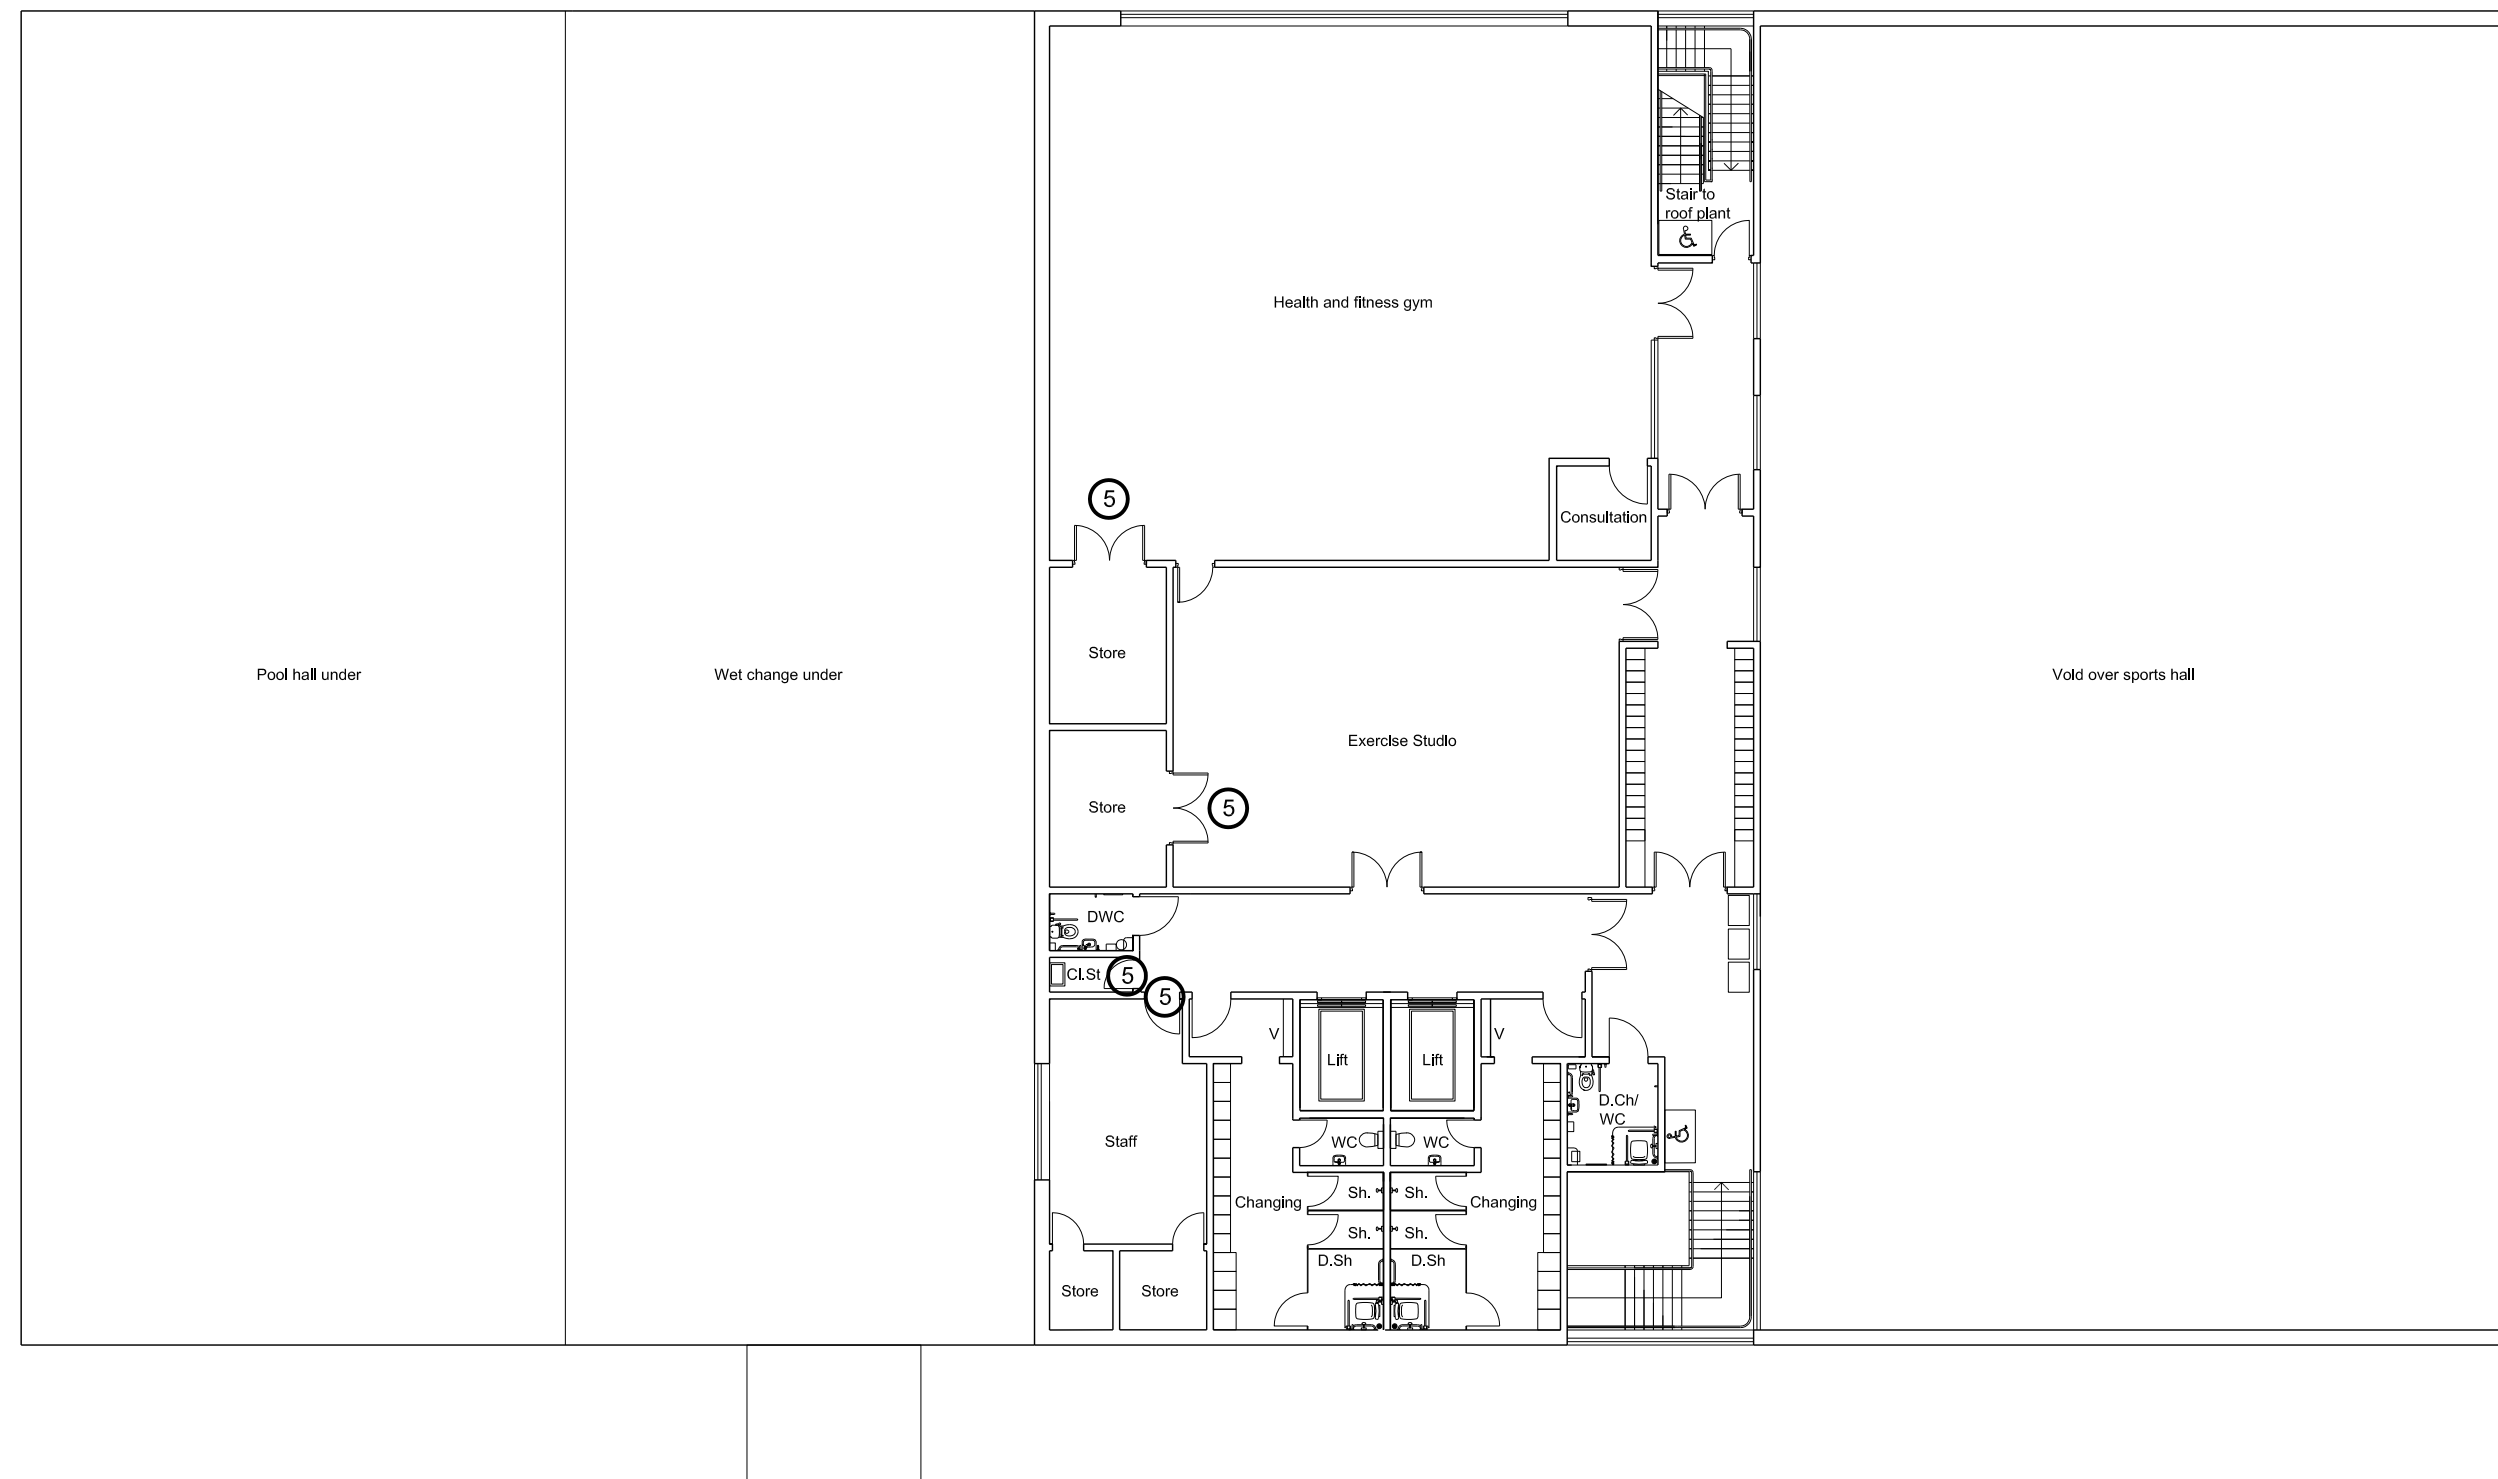 Stair to
roof plant
Health and fitness gym
5
Consultation
Store
Pool hall under
Wet change under
Void over sports hall
Exercise Studio
Store
5
DWC
Cl.St
5
5
V
V
Lift
Lift
D.Ch/
WC
Staff
WC
WC
Sh.
Sh.
Changing
Changing
Sh.
Sh.
D.Sh
D.Sh
Store
Store